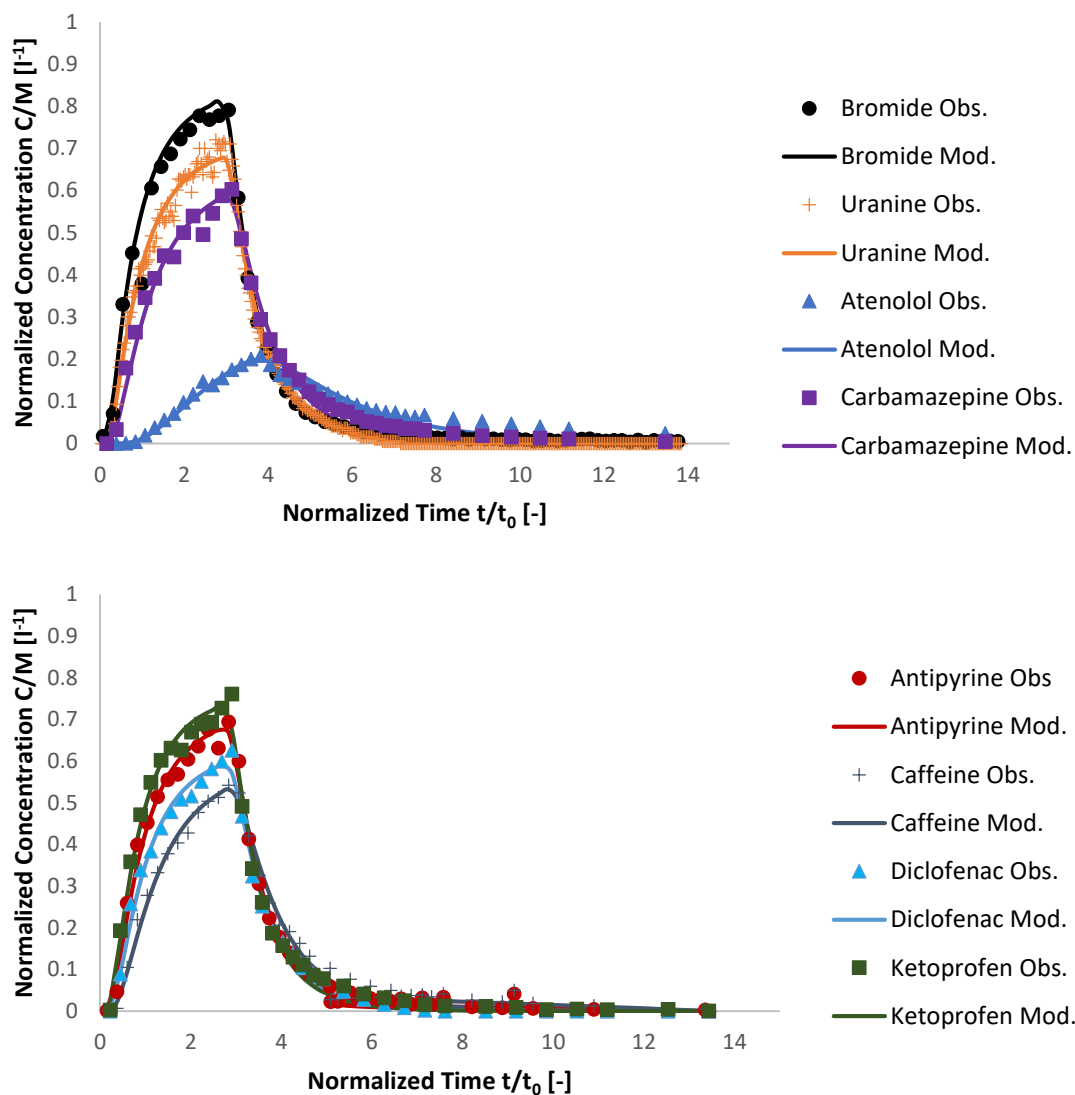 Normalized Concentration C/M [l-1]
1
0.9
0.8
0.7
0.6
0.5
0.4
0.3
0.2
0.1
0
0 2 4 6 8 10 12 14
Normalized Time t/t0 [-]
Bromide Obs.
Bromide Mod.
Uranine Obs.
Uranine Mod.
Atenolol Obs.
Atenolol Mod.
Carbamazepine Obs.
Carbamazepine Mod.
Normalized Concentration C/M [l-1]
1
0.9
0.8
0.7
0.6
0.5
0.4
0.3
0.2
0.1
0
0 2 4 6 8 10 12 14
Normalized Time t/t0 [-]
Antipyrine Obs
Antipyrine Mod.
Caffeine Obs.
Caffeine Mod.
Diclofenac Obs.
Diclofenac Mod.
Ketoprofen Obs.
Ketoprofen Mod.